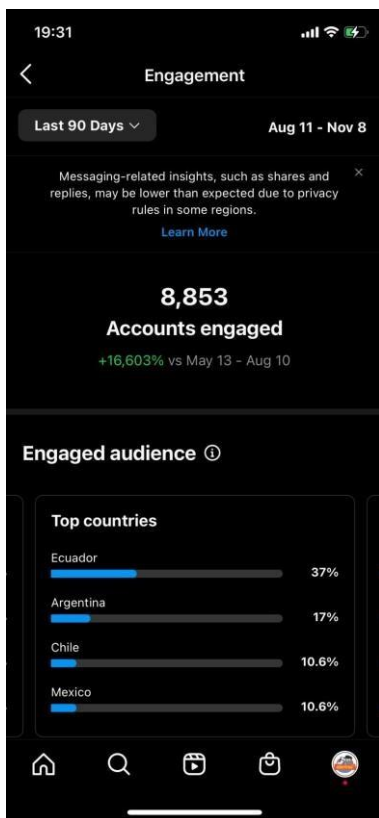 19:31
Engagement
Last 90 Days
Aug 11 - Nov 8
Messaging-related insights, such as shares and
replies, may be lower than expected due to privacy
rules in some regions.
Learn More
8,853
Accounts engaged
+16,603% vs May 13 - Aug 10
Engaged audience
Top countries
Ecuador
37%
Argentina
17%
Chile
10.6%
Mexico
10.6%